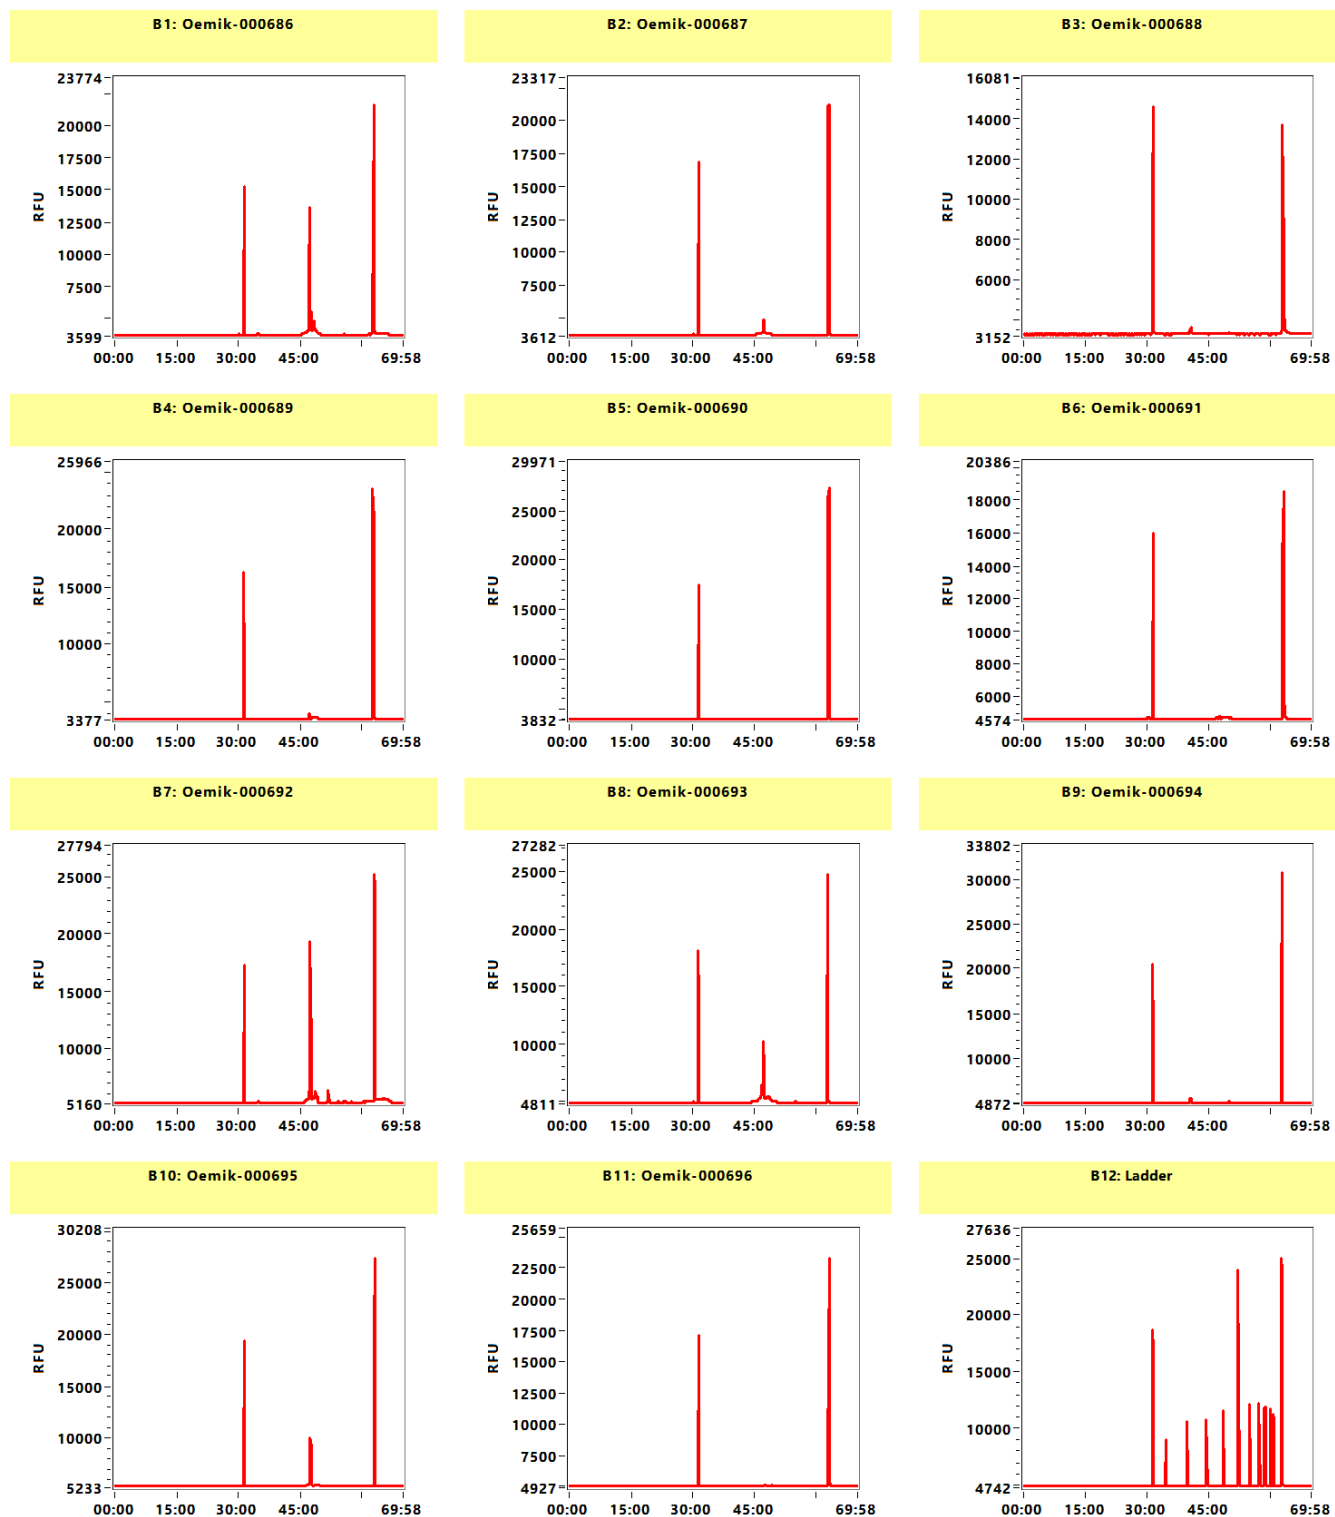 B1: Oemik-000686
B2: Oemik-000687
B3: Oemik-000688
23774
20000
17500
15000
12500
10000
7500
3599
RFU
00:00 15:00 30:00 45:00 69:58
23317
20000
17500
15000
12500
10000
7500
3612
RFU
00:00 15:00 30:00 45:00 69:58
16081
14000
12000
10000
8000
6000
3152
RFU
00:00 15:00 30:00 45:00 69:58
B4: Oemik-000689
B5: Oemik-000690
B6: Oemik-000691
25966
20000
15000
10000
3377
RFU
00:00 15:00 30:00 45:00 69:58
29971
25000
20000
15000
10000
3832
RFU
00:00 15:00 30:00 45:00 69:58
20386
18000
16000
14000
12000
10000
8000
6000
4574
RFU
00:00 15:00 30:00 45:00 69:58
B7: Oemik-000692
B8: Oemik-000693
B9: Oemik-000694
27794
25000
20000
15000
10000
5160
RFU
00:00 15:00 30:00 45:00 69:58
27282
25000
20000
15000
10000
4811
RFU
00:00 15:00 30:00 45:00 69:58
33802
30000
25000
20000
15000
10000
4872
RFU
00:00 15:00 30:00 45:00 69:58
B10: Oemik-000695
B11: Oemik-000696
B12: Ladder
30208
25000
20000
15000
10000
5233
RFU
00:00 15:00 30:00 45:00 69:58
25659
22500
20000
17500
15000
12500
10000
7500
4927
RFU
00:00 15:00 30:00 45:00 69:58
27636
25000
20000
15000
10000
4742
RFU
00:00 15:00 30:00 45:00 69:58